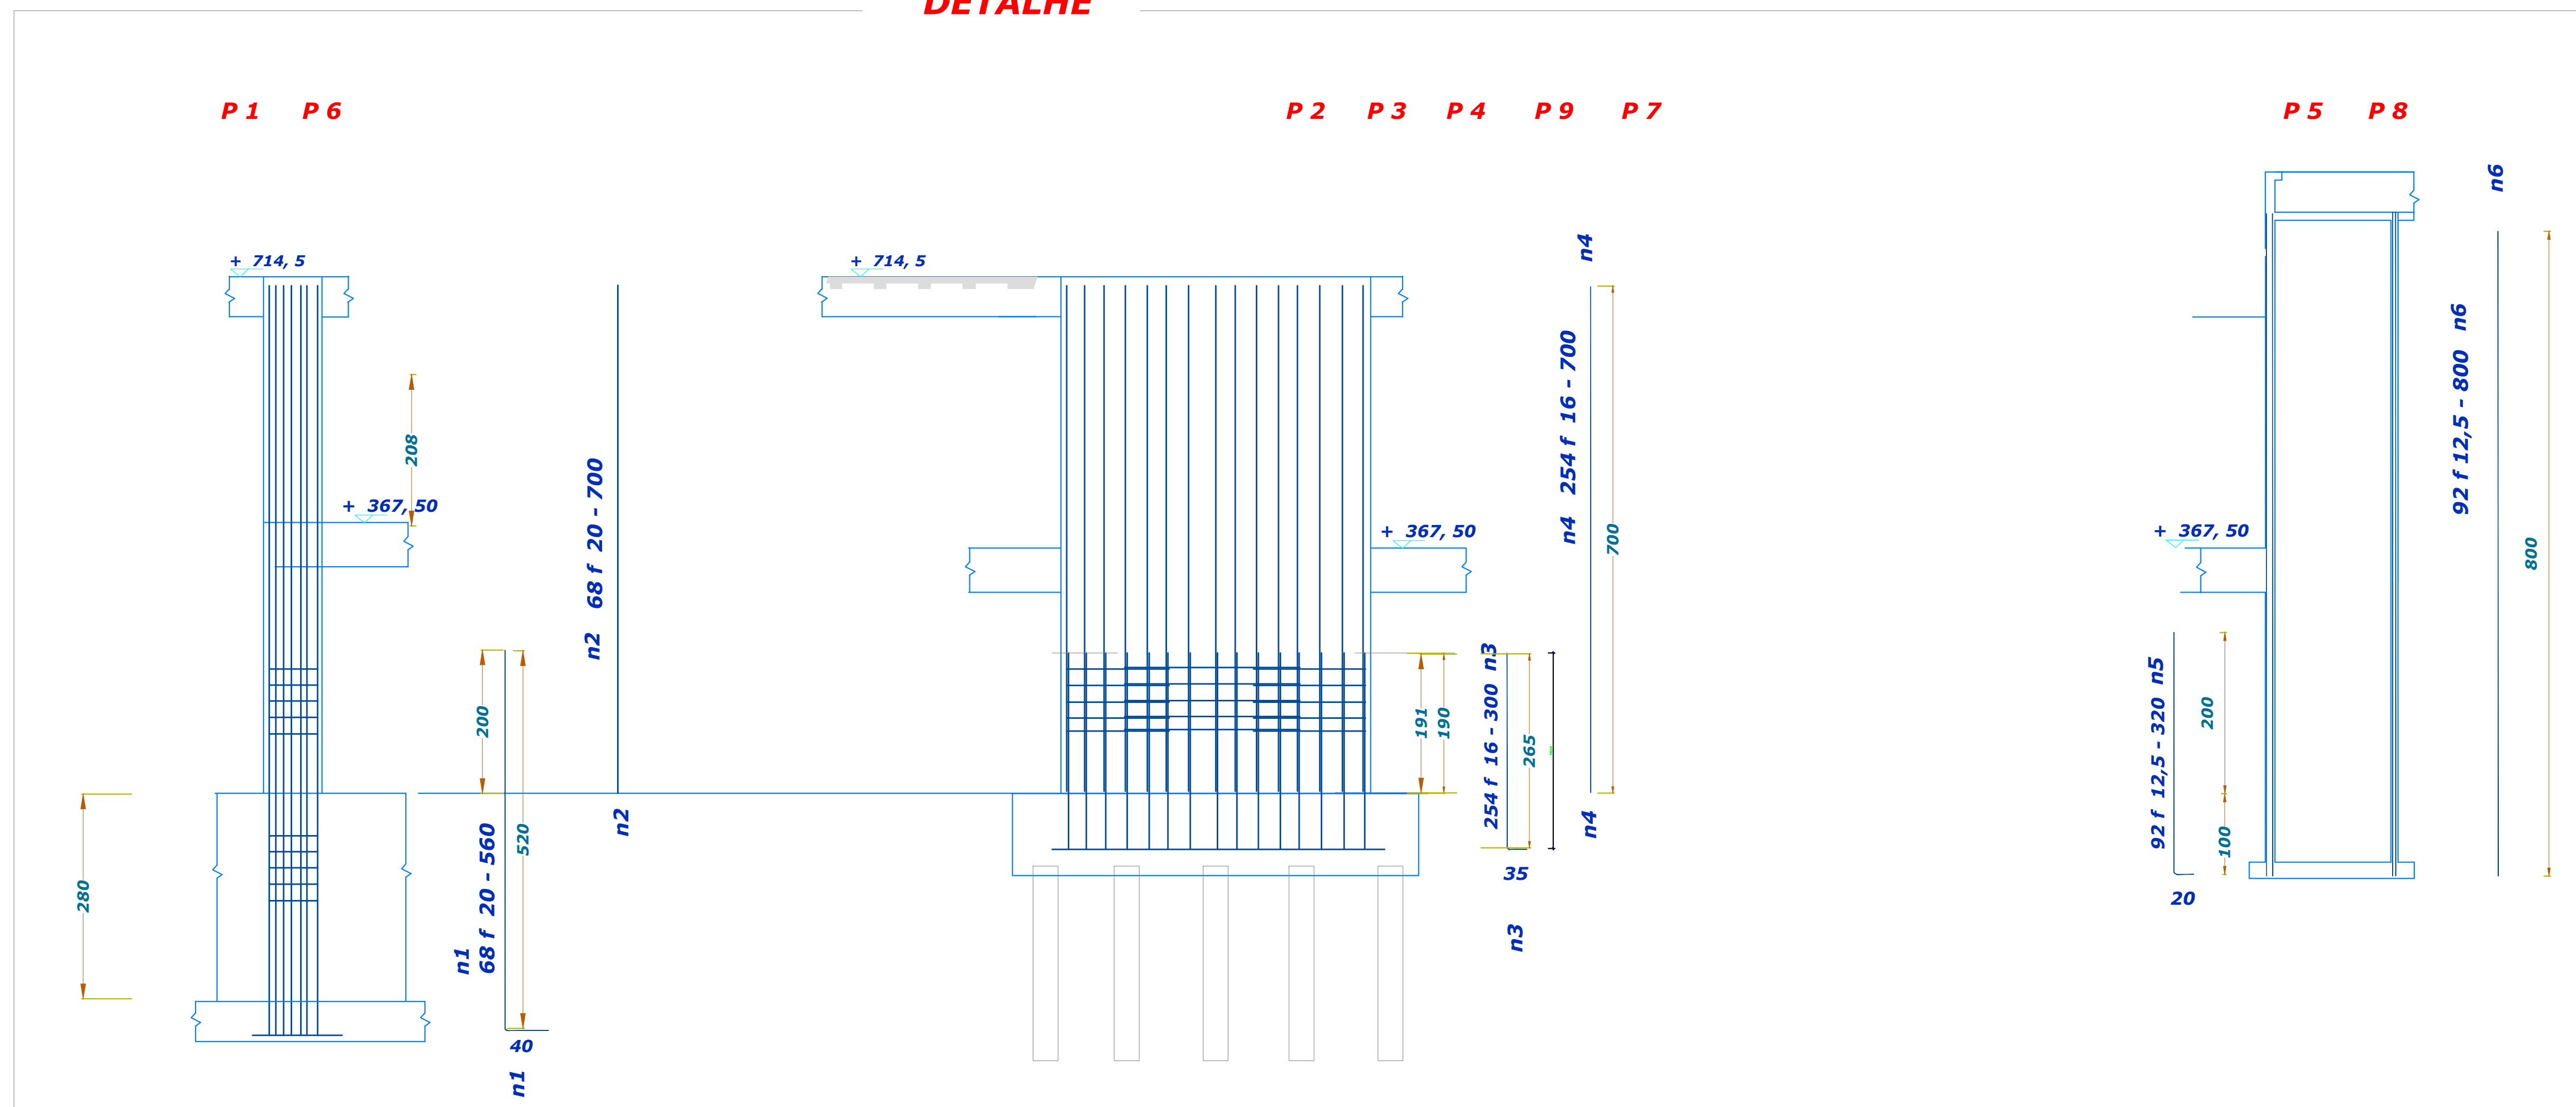 DETALHE
P 1 P 6
P 2 P 3 P 4 P 9 P 7
P 5 P 8
+ 714, 5
208
+ 367, 50
n2 68 f 20 - 700
n2
200
520
280
n1
68 f 20 - 560
40
n1
+ 714, 5
+ 367, 50
n4
n4 254 f 16 - 700
700
n4
191
190
254 f 16 - 300 n3
265
35
n3
n6
92 f 12,5 - 800 n6
800
+ 367, 50
92 f 12,5 - 320 n5
200
100
20